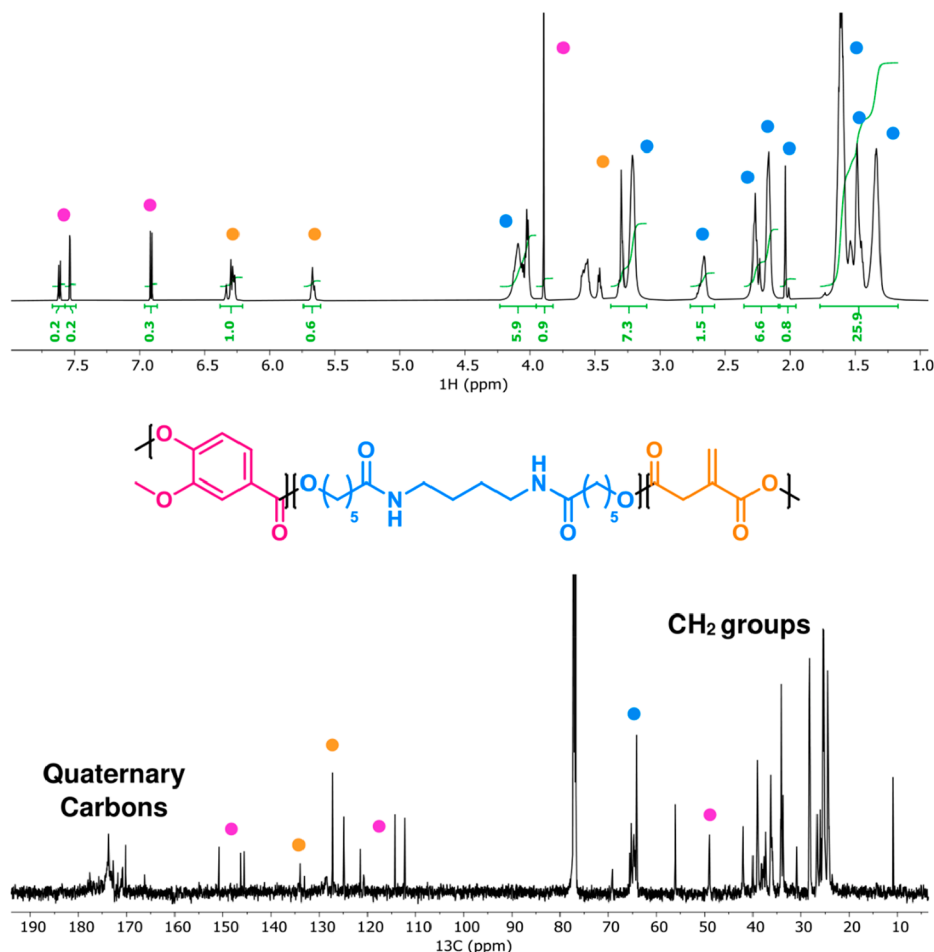 0.2 0.2 0.3 1.0 0.6 5.9 0.9 7.3 1.5 6.6 0.8 25.9
7.5 7.0 6.5 6.0 5.5 5.0 4.5 4.0 3.5 3.0 2.5 2.0 1.5 1.0
1H (ppm)
O O H
O O N O O
O 5 N H O 5 O O
O
CH2 groups
Quaternary
Carbons
190 180 170 160 150 140 130 120 110 100 90 80 70 60 50 40 30 20 10
13C (ppm)